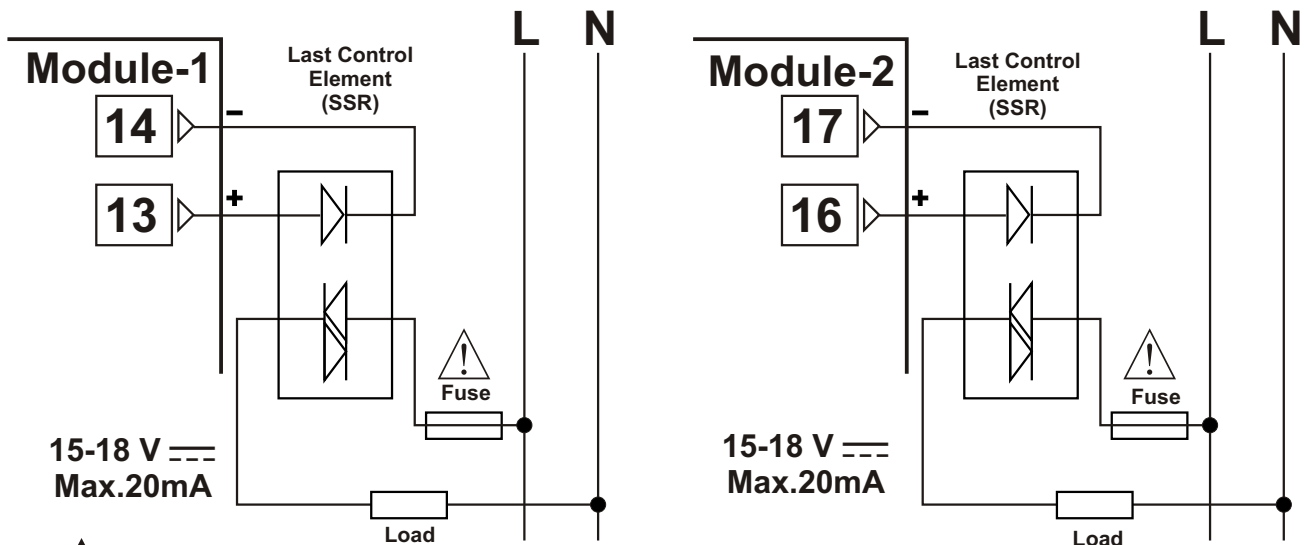 L N
Module-1
Last Control
Element
(SSR)
14
−
13
+
!
Fuse
15-18 V
Max.20mA
Load
L N
Module-2
Last Control
Element
(SSR)
17
−
16
+
!
Fuse
15-18 V
Max.20mA
Load